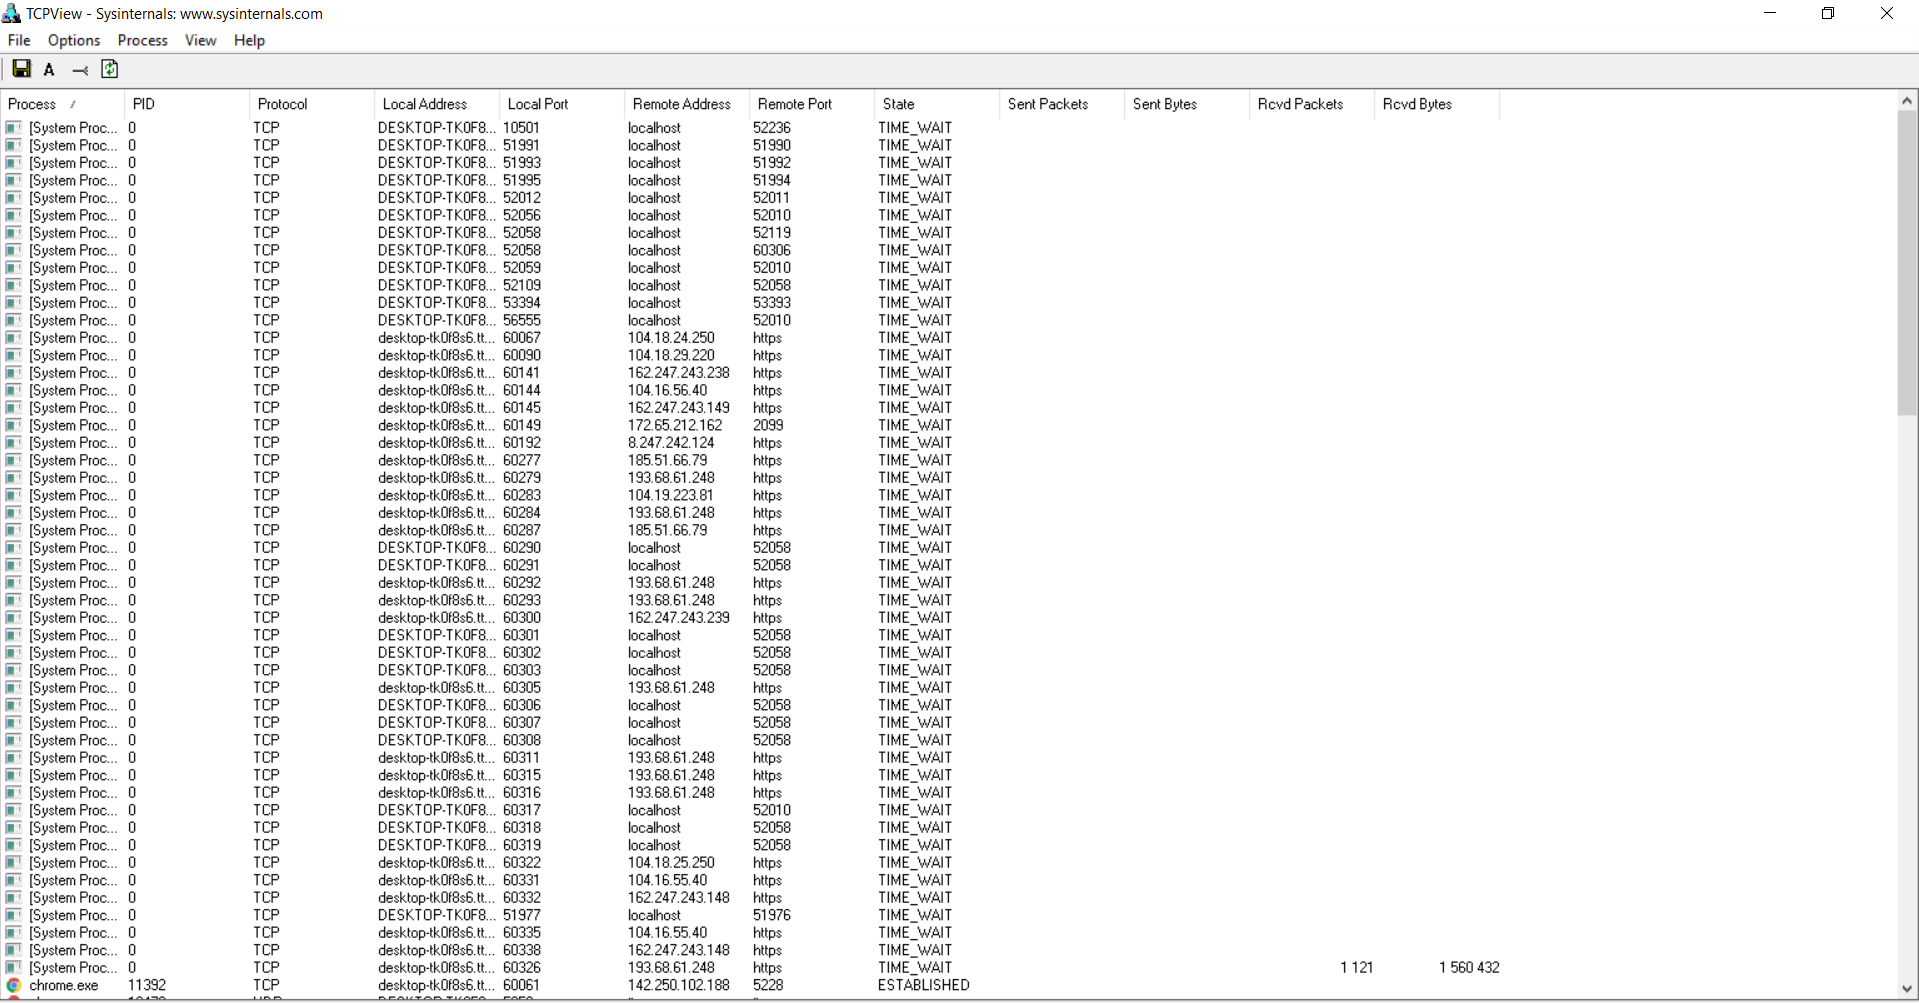 TCPView - Sysinternals: www.sysinternals.com
File Options Process View Help
A
Process / PID Protocol Local Address Local Port Remote Address Remote Port State Sent Packets Sent Bytes Rcvd Packets Rcvd Bytes
[System Proc... 0 TCP DESKTOP-TK0F8... 10501 localhost 52236 TIME_WAIT
[System Proc... 0 TCP DESKTOP-TK0F8... 51991 localhost 51990 TIME_WAIT
[System Proc... 0 TCP DESKTOP-TK0F8... 51993 localhost 51992 TIME_WAIT
[System Proc... 0 TCP DESKTOP-TK0F8... 51995 localhost 51994 TIME_WAIT
[System Proc... 0 TCP DESKTOP-TK0F8... 52012 localhost 52011 TIME_WAIT
[System Proc... 0 TCP DESKTOP-TK0F8... 52056 localhost 52010 TIME_WAIT
[System Proc... 0 TCP DESKTOP-TK0F8... 52058 localhost 52119 TIME_WAIT
[System Proc... 0 TCP DESKTOP-TK0F8... 52058 localhost 60306 TIME_WAIT
[System Proc... 0 TCP DESKTOP-TK0F8... 52059 localhost 52010 TIME_WAIT
[System Proc... 0 TCP DESKTOP-TK0F8... 52109 localhost 52058 TIME_WAIT
[System Proc... 0 TCP DESKTOP-TK0F8... 53394 localhost 53393 TIME_WAIT
[System Proc... 0 TCP DESKTOP-TK0F8... 56555 localhost 52010 TIME_WAIT
[System Proc... 0 TCP desktop-tk0f8s6.tt... 60067 104.18.24.250 https TIME_WAIT
[System Proc... 0 TCP desktop-tk0f8s6.tt... 60090 104.18.29.220 https TIME_WAIT
[System Proc... 0 TCP desktop-tk0f8s6.tt... 60141 162.247.243.238 https TIME_WAIT
[System Proc... 0 TCP desktop-tk0f8s6.tt... 60144 104.16.56.40 https TIME_WAIT
[System Proc... 0 TCP desktop-tk0f8s6.tt... 60145 162.247.243.149 https TIME_WAIT
[System Proc... 0 TCP desktop-tk0f8s6.tt... 60149 172.65.212.162 2099 TIME_WAIT
[System Proc... 0 TCP desktop-tk0f8s6.tt... 60192 8.247.242.124 https TIME_WAIT
[System Proc... 0 TCP desktop-tk0f8s6.tt... 60277 185.51.66.79 https TIME_WAIT
[System Proc... 0 TCP desktop-tk0f8s6.tt... 60279 193.68.61.248 https TIME_WAIT
[System Proc... 0 TCP desktop-tk0f8s6.tt... 60283 104.19.223.81 https TIME_WAIT
[System Proc... 0 TCP desktop-tk0f8s6.tt... 60284 193.68.61.248 https TIME_WAIT
[System Proc... 0 TCP desktop-tk0f8s6.tt... 60287 185.51.66.79 https TIME_WAIT
[System Proc... 0 TCP DESKTOP-TK0F8... 60290 localhost 52058 TIME_WAIT
[System Proc... 0 TCP DESKTOP-TK0F8... 60291 localhost 52058 TIME_WAIT
[System Proc... 0 TCP desktop-tk0f8s6.tt... 60292 193.68.61.248 https TIME_WAIT
[System Proc... 0 TCP desktop-tk0f8s6.tt... 60293 193.68.61.248 https TIME_WAIT
[System Proc... 0 TCP desktop-tk0f8s6.tt... 60300 162.247.243.239 https TIME_WAIT
[System Proc... 0 TCP DESKTOP-TK0F8... 60301 localhost 52058 TIME_WAIT
[System Proc... 0 TCP DESKTOP-TK0F8... 60302 localhost 52058 TIME_WAIT
[System Proc... 0 TCP DESKTOP-TK0F8... 60303 localhost 52058 TIME_WAIT
[System Proc... 0 TCP desktop-tk0f8s6.tt... 60305 193.68.61.248 https TIME_WAIT
[System Proc... 0 TCP DESKTOP-TK0F8... 60306 localhost 52058 TIME_WAIT
[System Proc... 0 TCP DESKTOP-TK0F8... 60307 localhost 52058 TIME_WAIT
[System Proc... 0 TCP DESKTOP-TK0F8... 60308 localhost 52058 TIME_WAIT
[System Proc... 0 TCP desktop-tk0f8s6.tt... 60311 193.68.61.248 https TIME_WAIT
[System Proc... 0 TCP desktop-tk0f8s6.tt... 60315 193.68.61.248 https TIME_WAIT
[System Proc... 0 TCP desktop-tk0f8s6.tt... 60316 193.68.61.248 https TIME_WAIT
[System Proc... 0 TCP DESKTOP-TK0F8... 60317 localhost 52010 TIME_WAIT
[System Proc... 0 TCP DESKTOP-TK0F8... 60318 localhost 52058 TIME_WAIT
[System Proc... 0 TCP DESKTOP-TK0F8... 60319 localhost 52058 TIME_WAIT
[System Proc... 0 TCP desktop-tk0f8s6.tt... 60322 104.18.25.250 https TIME_WAIT
[System Proc... 0 TCP desktop-tk0f8s6.tt... 60331 104.16.55.40 https TIME_WAIT
[System Proc... 0 TCP desktop-tk0f8s6.tt... 60332 162.247.243.148 https TIME_WAIT
[System Proc... 0 TCP DESKTOP-TK0F8... 51977 localhost 51976 TIME_WAIT
[System Proc... 0 TCP desktop-tk0f8s6.tt... 60335 104.16.55.40 https TIME_WAIT
[System Proc... 0 TCP desktop-tk0f8s6.tt... 60338 162.247.243.148 https TIME_WAIT
[System Proc... 0 TCP desktop-tk0f8s6.tt... 60326 193.68.61.248 https TIME_WAIT 1 121 1 560 432
chrome.exe 11392 TCP desktop-tk0f8s6.tt... 60061 142.250.102.188 5228 ESTABLISHED